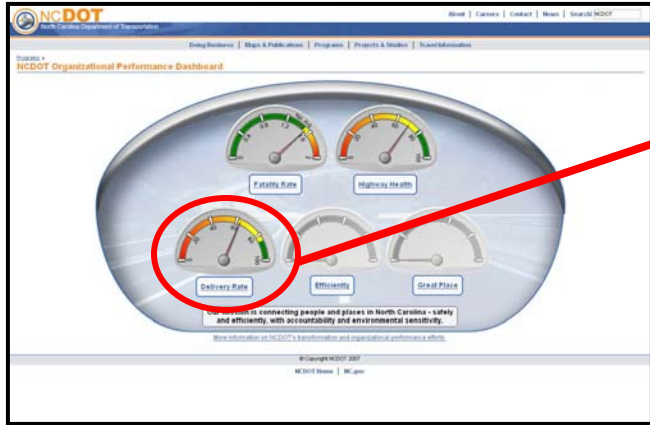 NCDOT
North Carolina Department of Transportation
About | Careers | Contact | News | Search: NCDOT
Doing Business | Maps & Publications | Programs | Projects & Studies | Travel Information
Programs
NCDOT Organizational Performance Dashboard
Fatality Rate
Highway Health
Delivery Rate
Efficiently
Great Place
is connecting people and places in North Carolina - safely
and efficiently, with accountability and environmental sensitivity.
More information on NCDOT's transformation and organizational performance efforts.
© Copyright NCDOT 2007
NCDOT Home | NC.gov